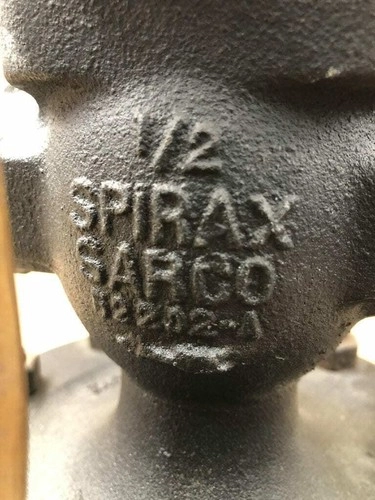 1/2
SPIRAX
SARCO